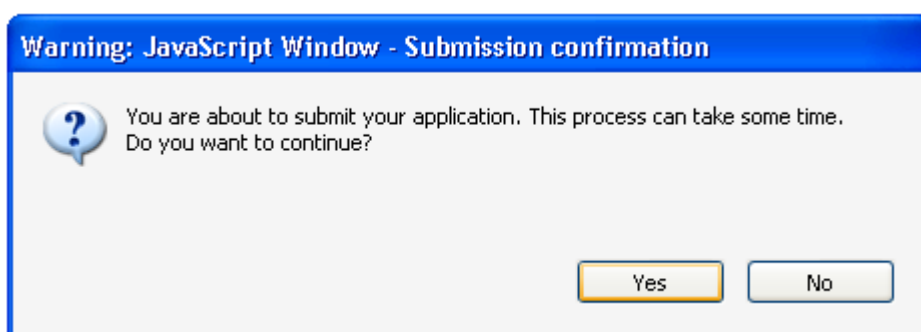 Warning: JavaScript Window - Submission confirmation
You are about to submit your application. This process can take some time.
Do you want to continue?
Yes No